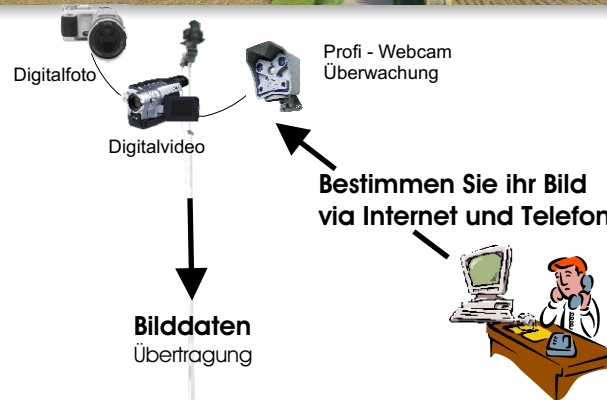 Digitalfoto
Profi - Webcam
Überwachung
Digitalvideo
Bestimmen Sie ihr Bild
via Internet und Telefon
Bilddaten
Übertragung